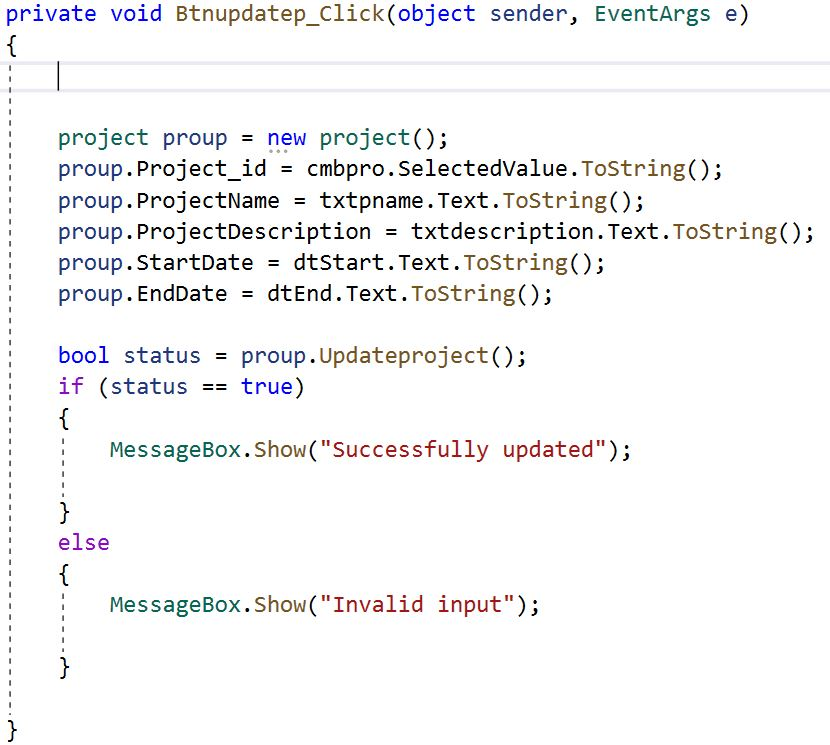 private void Btnupdatep_Click(object sender, EventArgs e)
{
project proup = new project();
proup.Project_id = cmbpro.SelectedValue.ToString();
proup.ProjectName = txtpname.Text.ToString();
proup.ProjectDescription = txtdescription.Text.ToString();
proup.StartDate = dtStart.Text.ToString();
proup.EndDate = dtEnd.Text.ToString();
bool status = proup.Updateproject();
if (status == true)
{
MessageBox.Show("Successfully updated");
}
else
{
MessageBox.Show("Invalid input");
}
}